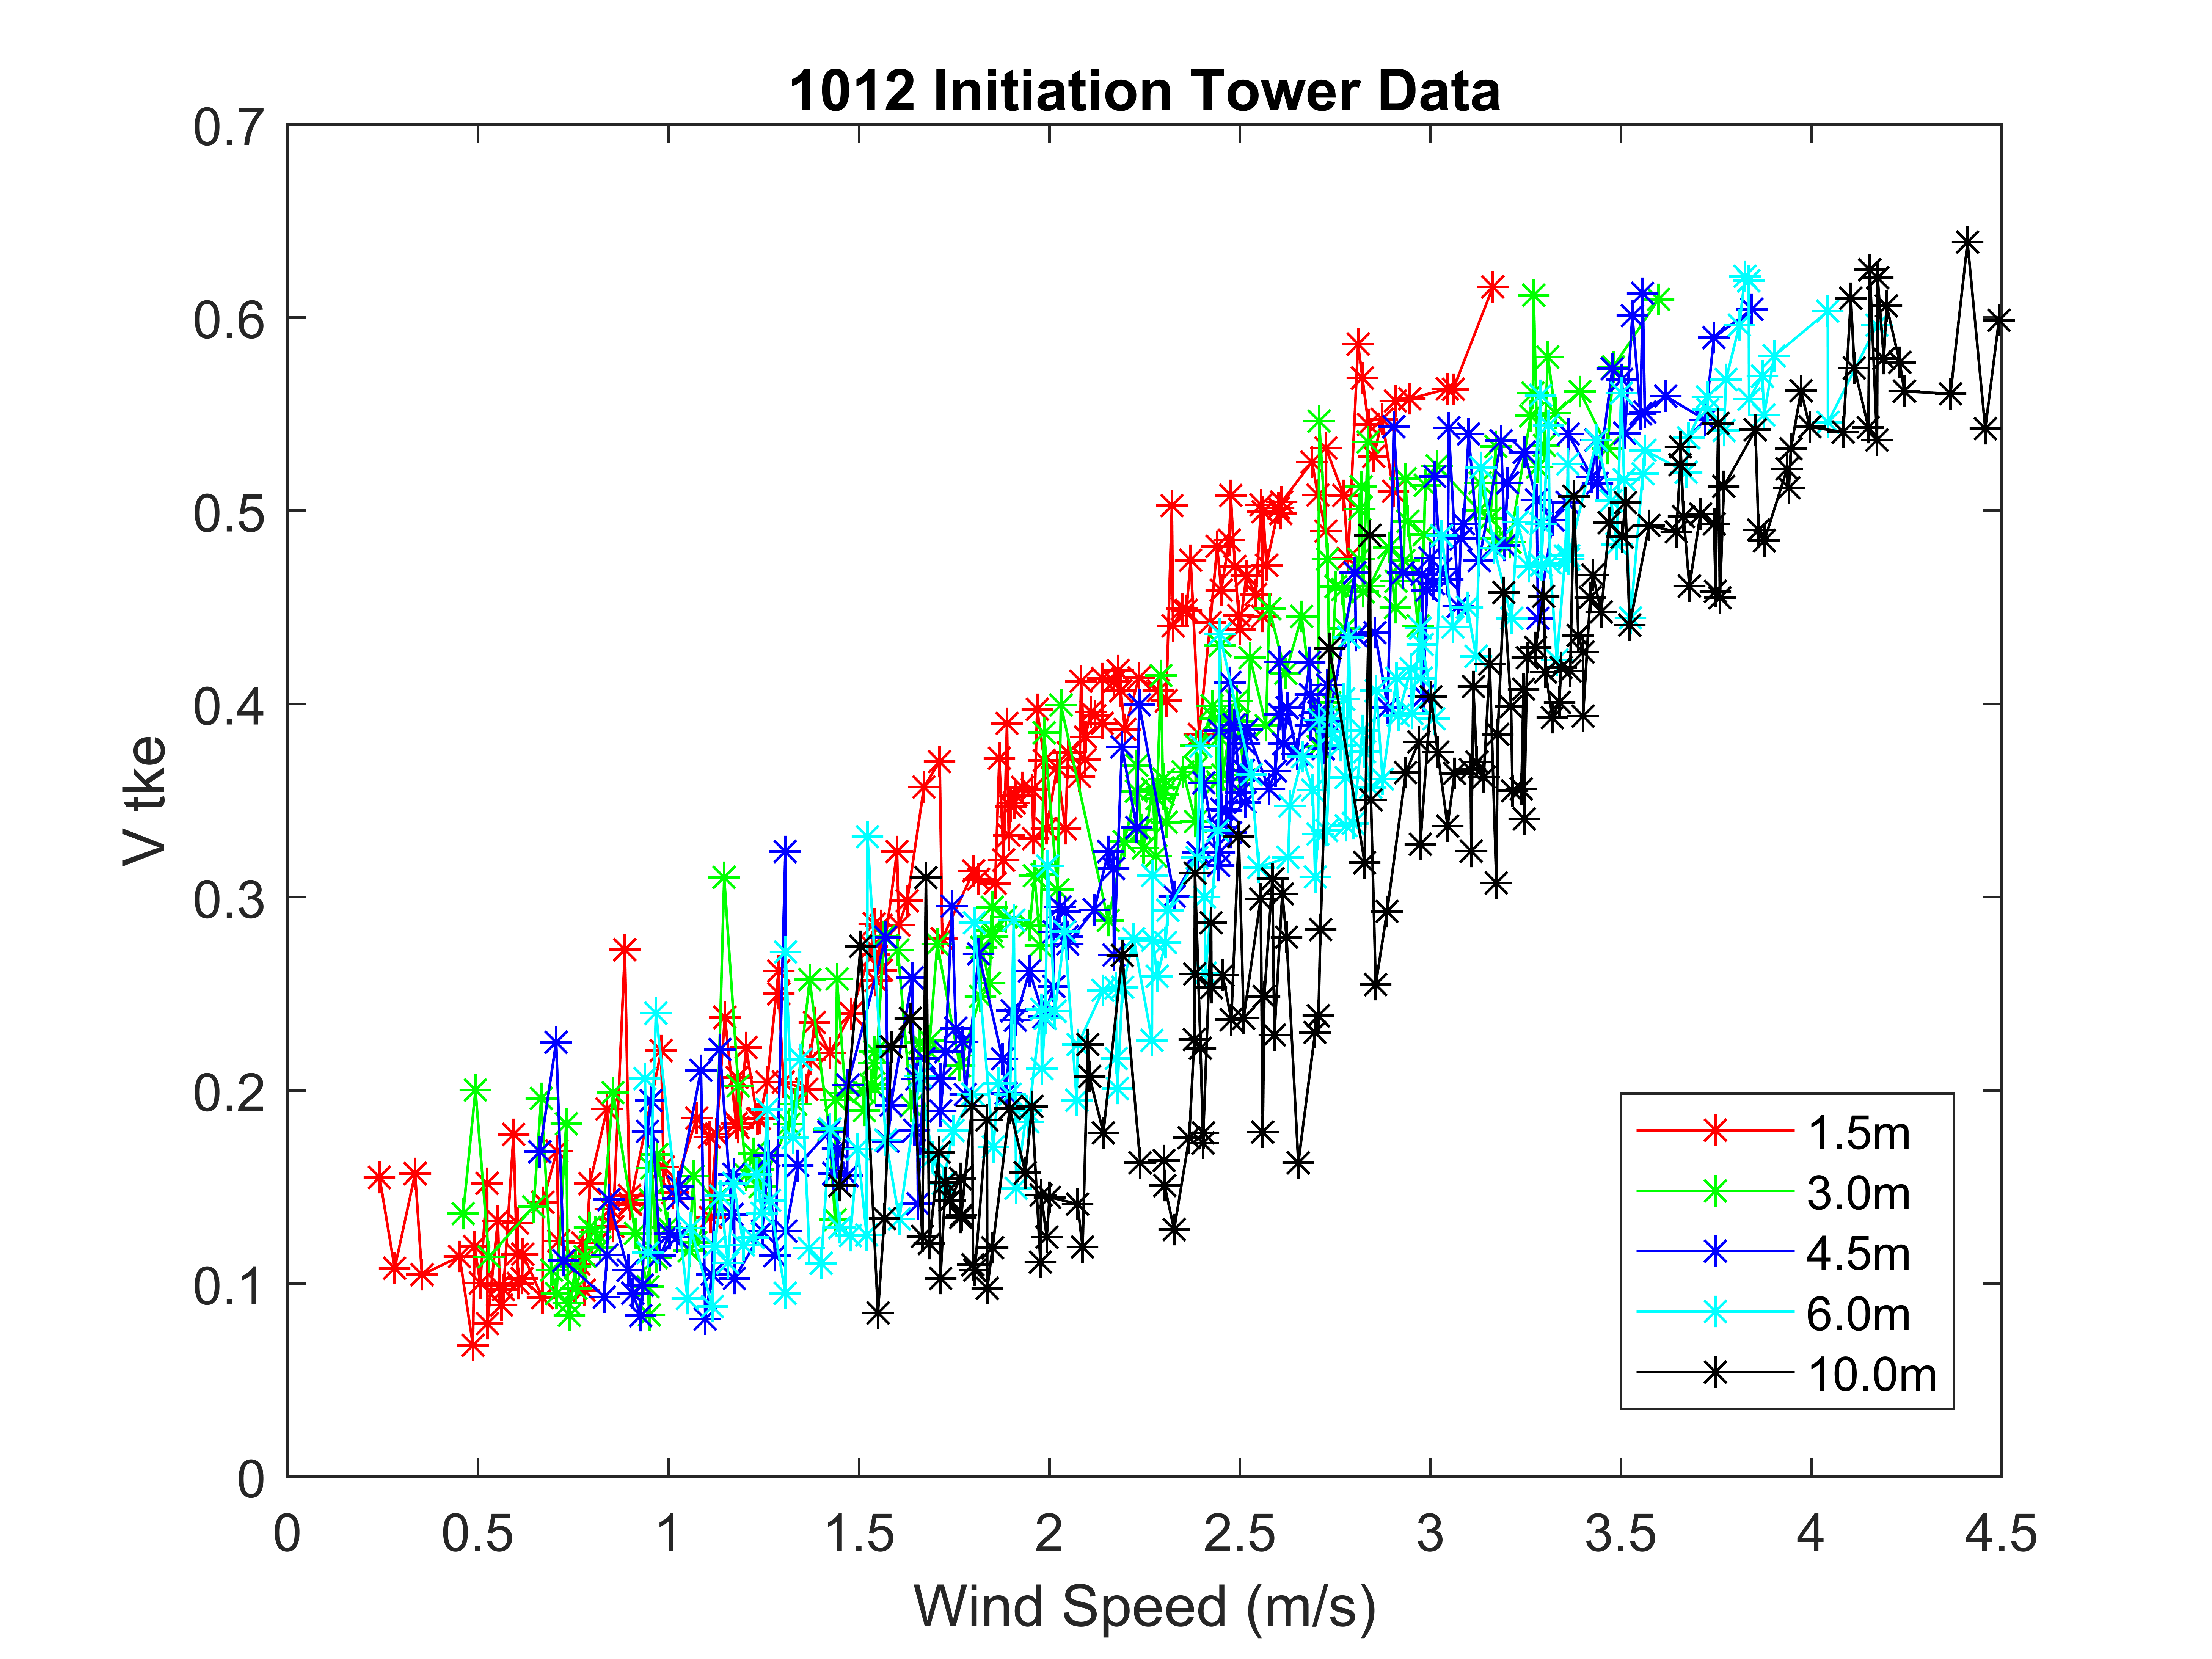 1012 Initiation Tower Data
0.7
0.6
0.5
0.4
0.3
0.2
0.1
0
V tke
0 0.5 1 1.5 2 2.5 3 3.5 4 4.5
Wind Speed (m/s)
1.5m
3.0m
4.5m
6.0m
10.0m